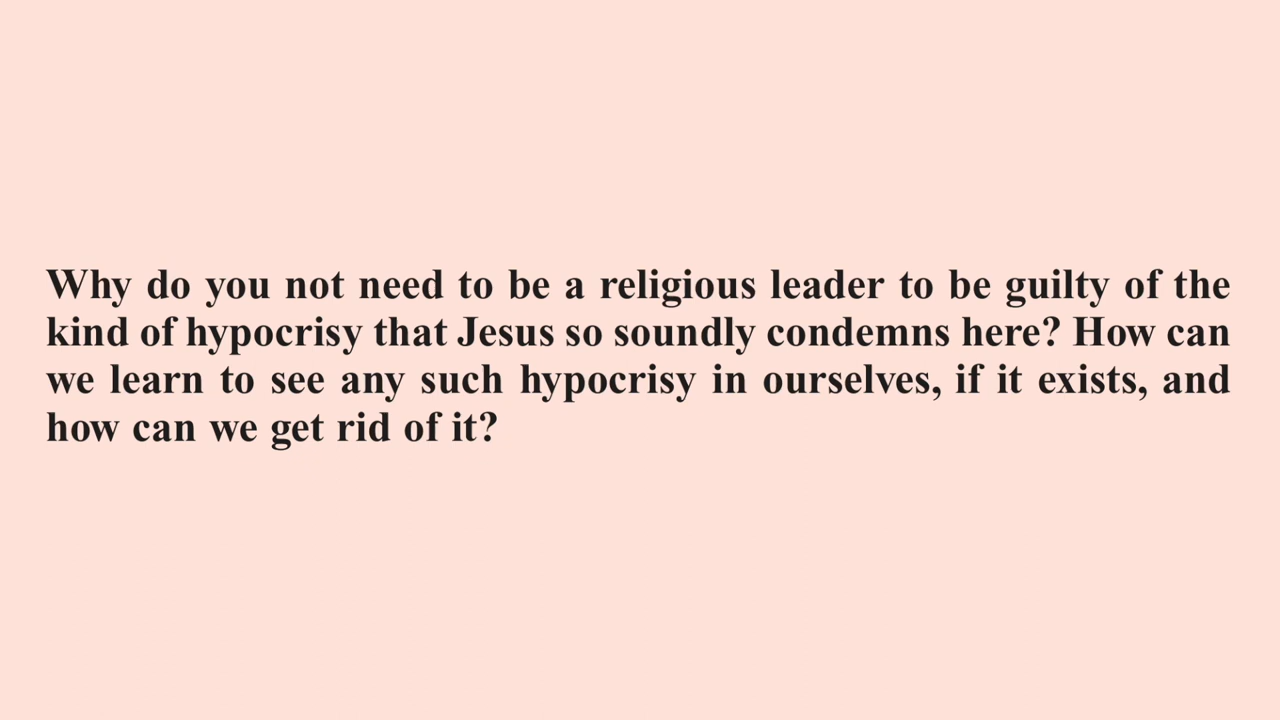 Why do you not need to be a religious leader to be guilty of the
kind of hypocrisy that Jesus so soundly condemns here? How can
we learn to see any such hypocrisy in ourselves, if it exists, and
how can we get rid of it?